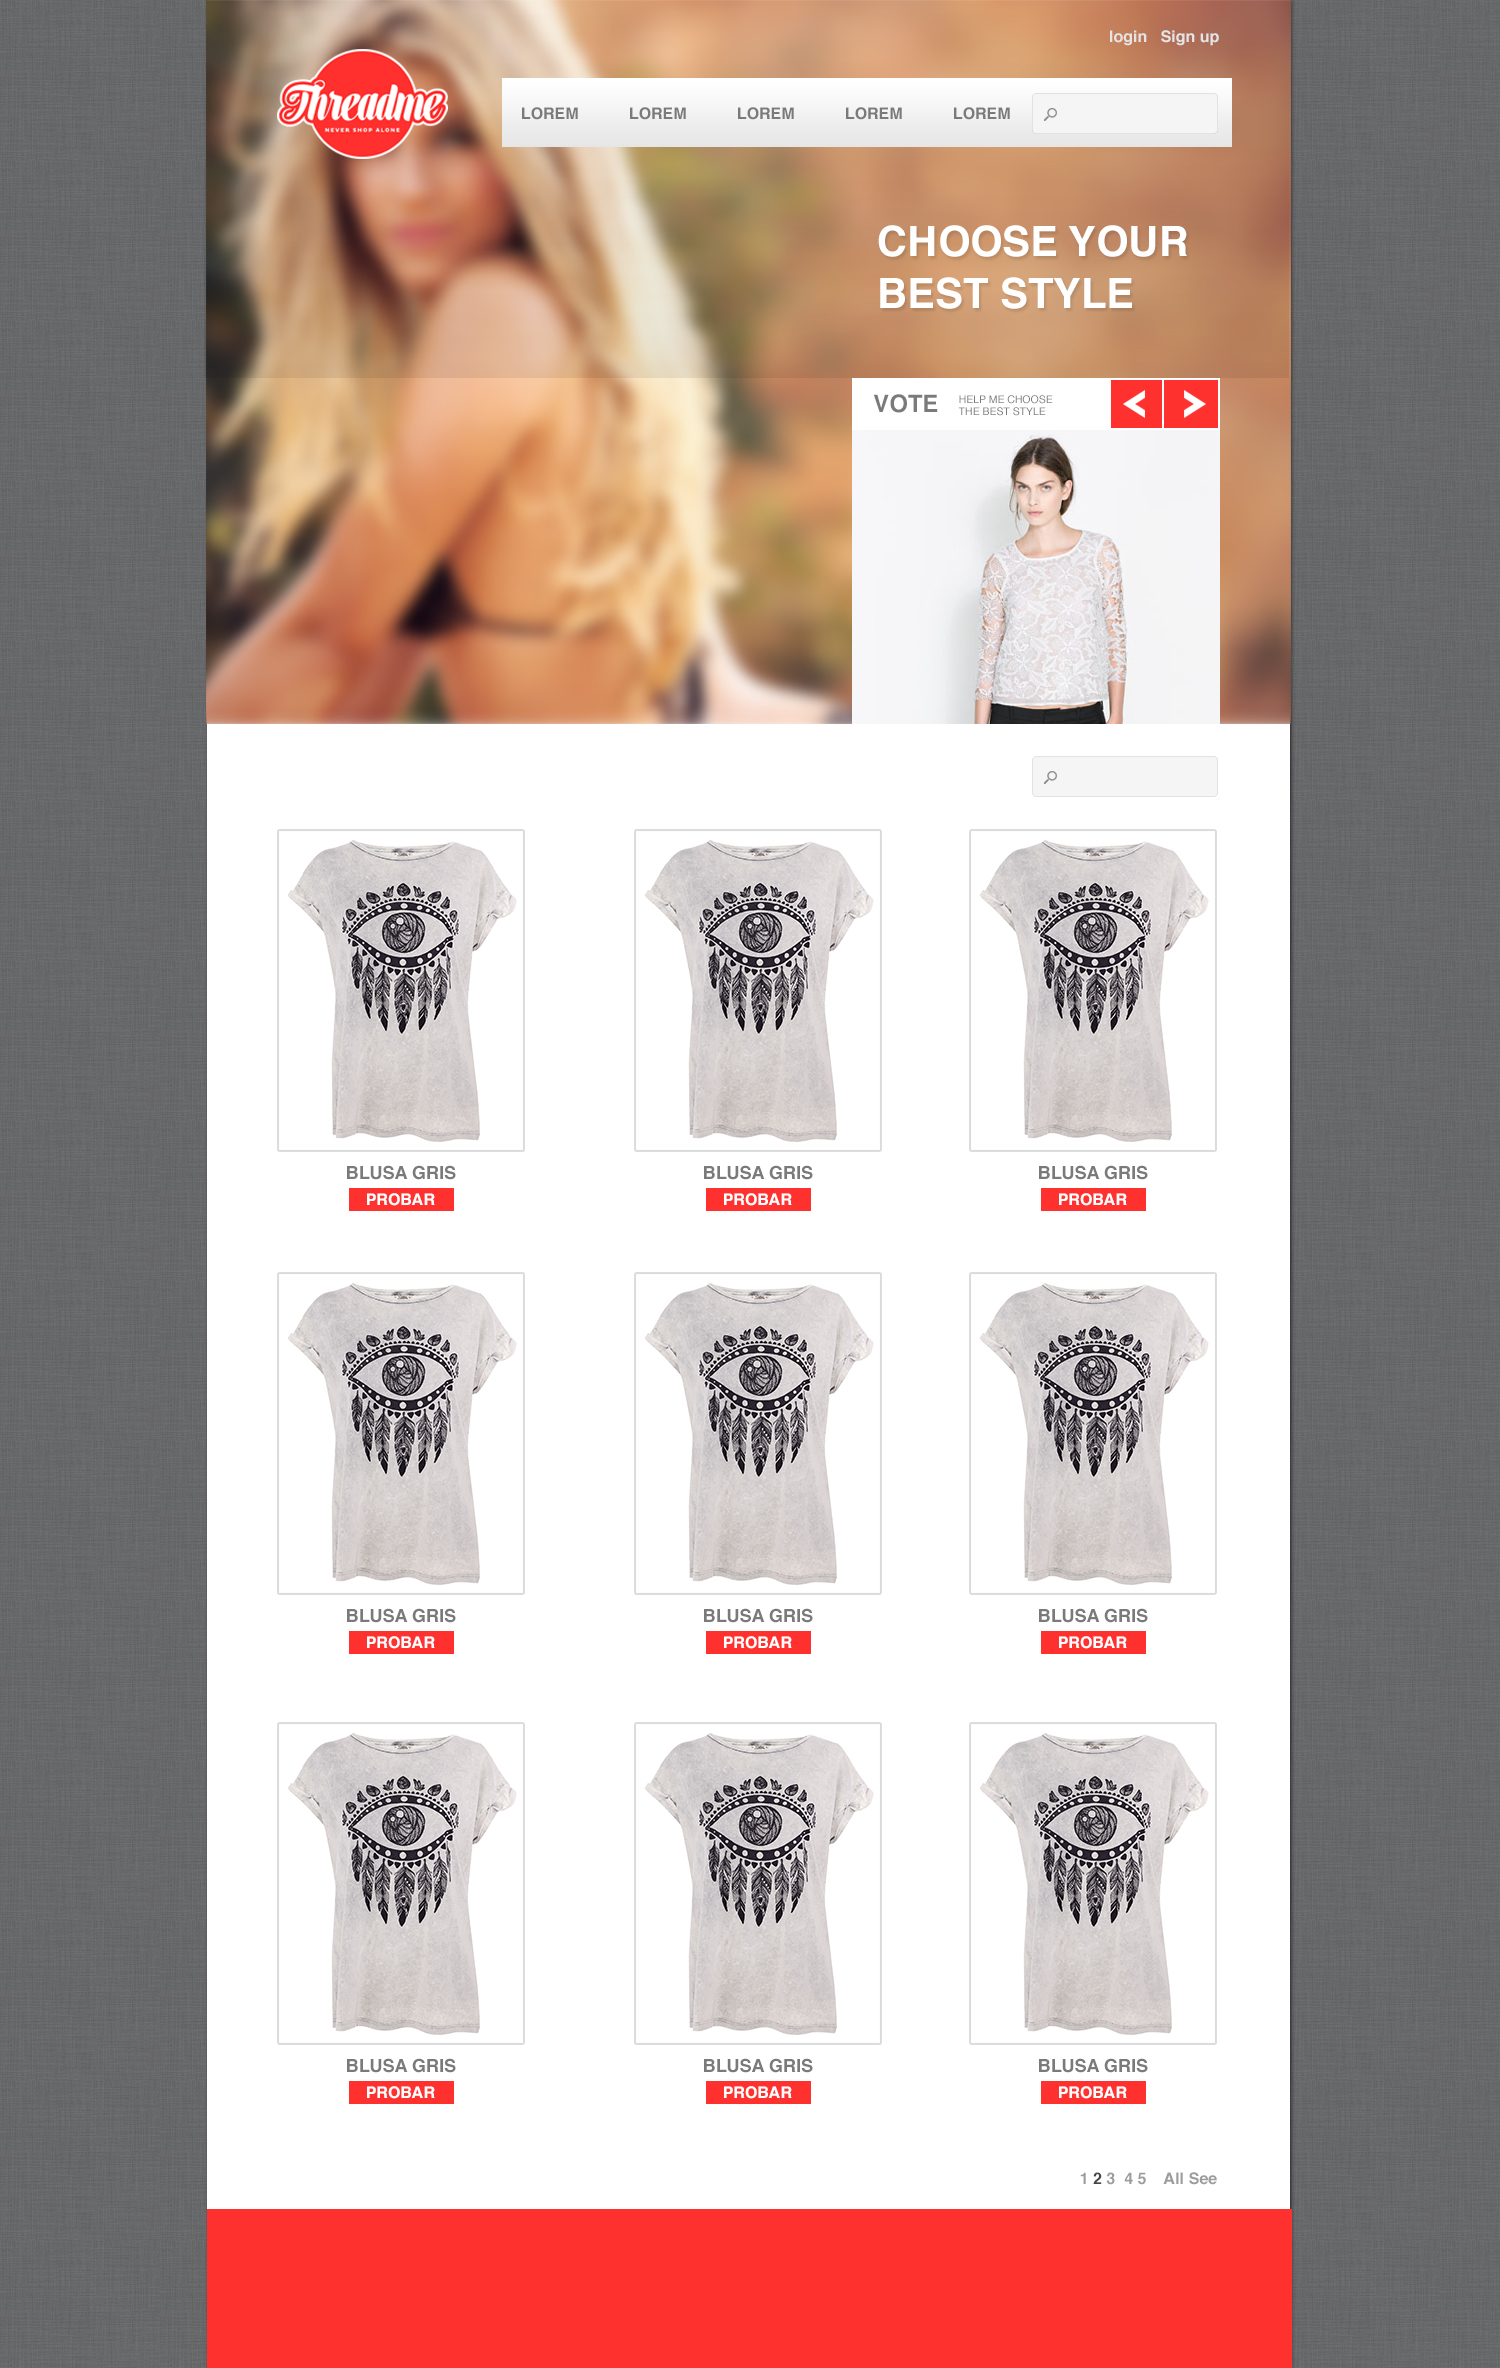 login Sign up
Threadme
NEVER SHOP ALONE
LOREM LOREM LOREM LOREM LOREM
CHOOSE YOUR
BEST STYLE
VOTE
HELP ME CHOOSE
THE BEST STYLE
BLUSA GRIS BLUSA GRIS BLUSA GRIS
PROBAR PROBAR PROBAR
BLUSA GRIS BLUSA GRIS BLUSA GRIS
PROBAR PROBAR PROBAR
BLUSA GRIS BLUSA GRIS BLUSA GRIS
PROBAR PROBAR PROBAR
1 2 3 4 5 All See